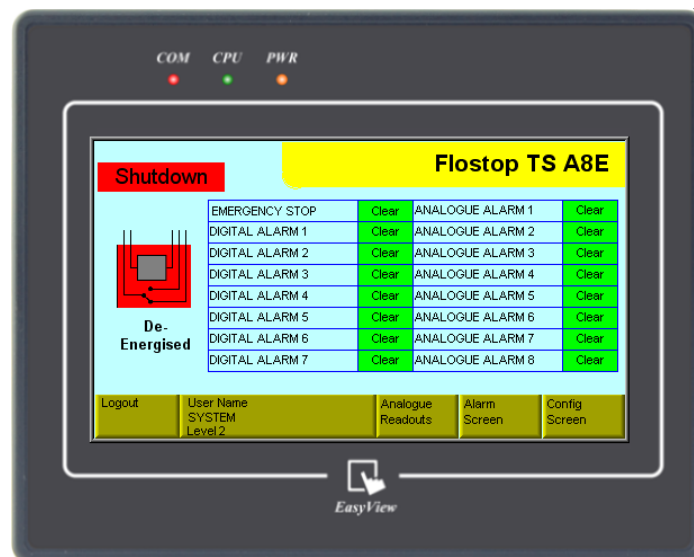 COM CPU PWR
Flostop TS A8E
Shutdown
EMERGENCY STOP Clear ANALOGUE ALARM 1 Clear
DIGITAL ALARM 1 Clear ANALOGUE ALARM 2 Clear
DIGITAL ALARM 2 Clear ANALOGUE ALARM 3 Clear
DIGITAL ALARM 3 Clear ANALOGUE ALARM 4 Clear
DIGITAL ALARM 4 Clear ANALOGUE ALARM 5 Clear
DIGITAL ALARM 5 Clear ANALOGUE ALARM 6 Clear
DIGITAL ALARM 6 Clear ANALOGUE ALARM 7 Clear
DIGITAL ALARM 7 Clear ANALOGUE ALARM 8 Clear
De-
Energised
Logout User Name Analogue Alarm Config
SYSTEM Readouts Screen Screen
Level 2
EasyView